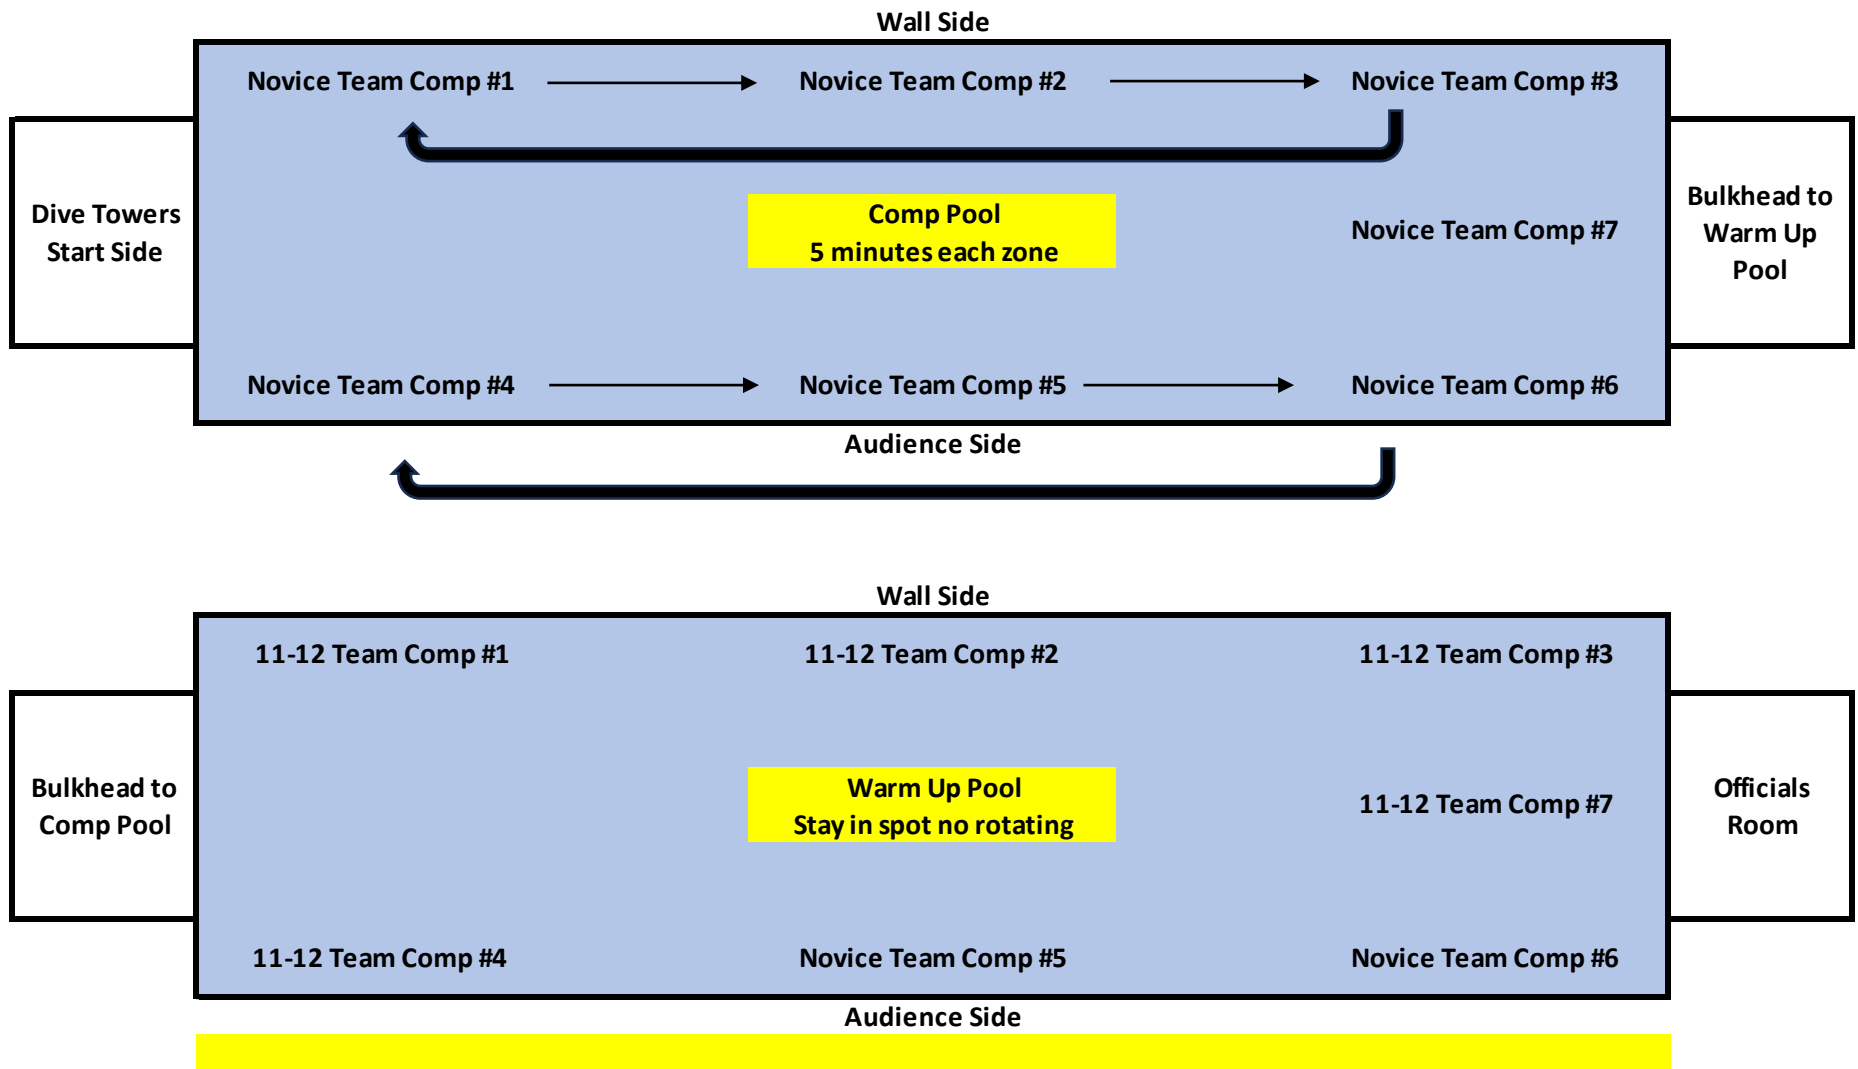 Wall Side
Novice Team Comp #1
Novice Team Comp #2
Novice Team Comp #3
Dive Towers
Start Side
Comp Pool
5 minutes each zone
Novice Team Comp #7
Bulkhead to
Warm Up
Pool
Novice Team Comp #4
Novice Team Comp #5
Novice Team Comp #6
Audience Side
Wall Side
11-12 Team Comp #1
11-12 Team Comp #2
11-12 Team Comp #3
Bulkhead to
Comp Pool
Warm Up Pool
Stay in spot no rotating
11-12 Team Comp #7
Officials
Room
11-12 Team Comp #4
Novice Team Comp #5
Novice Team Comp #6
Audience Side